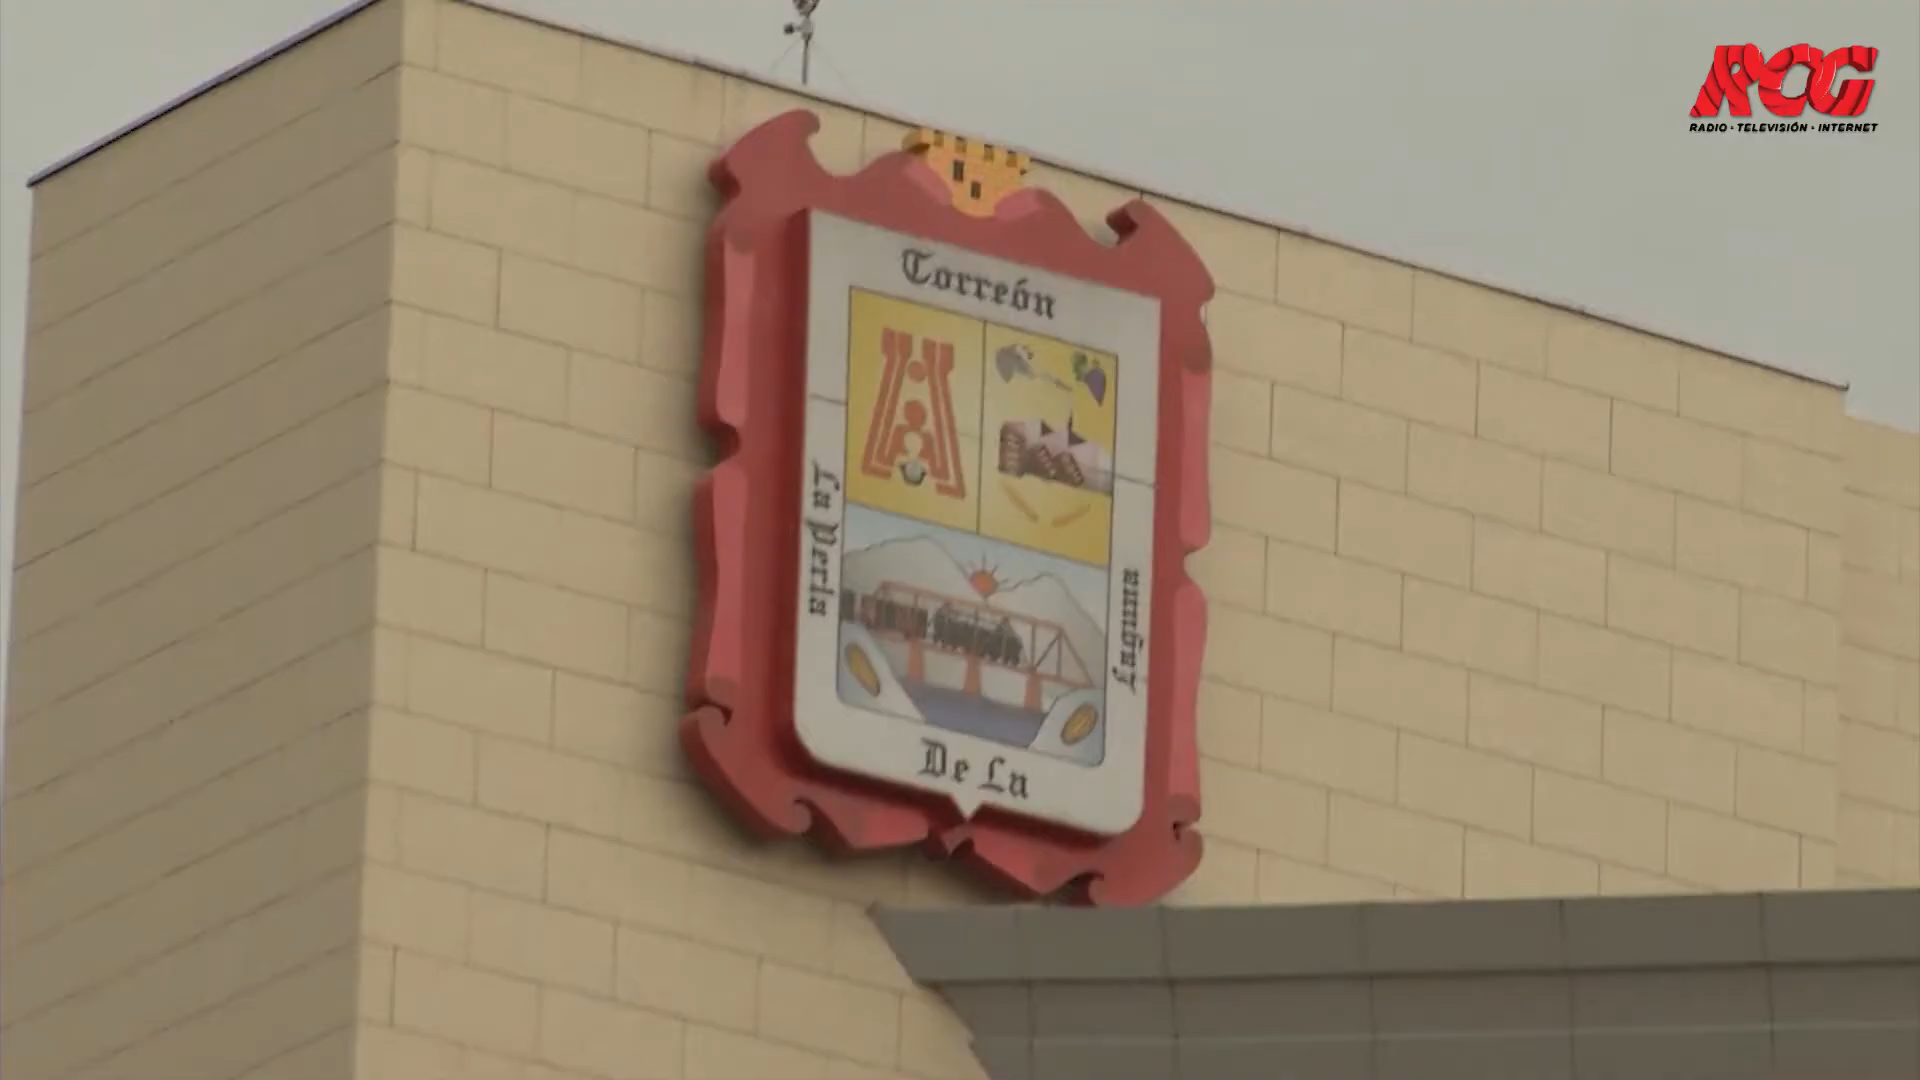 RCG
RADIO · TELEVISIÓN · INTERNET
Torreón
La Perla
De La
Laguna